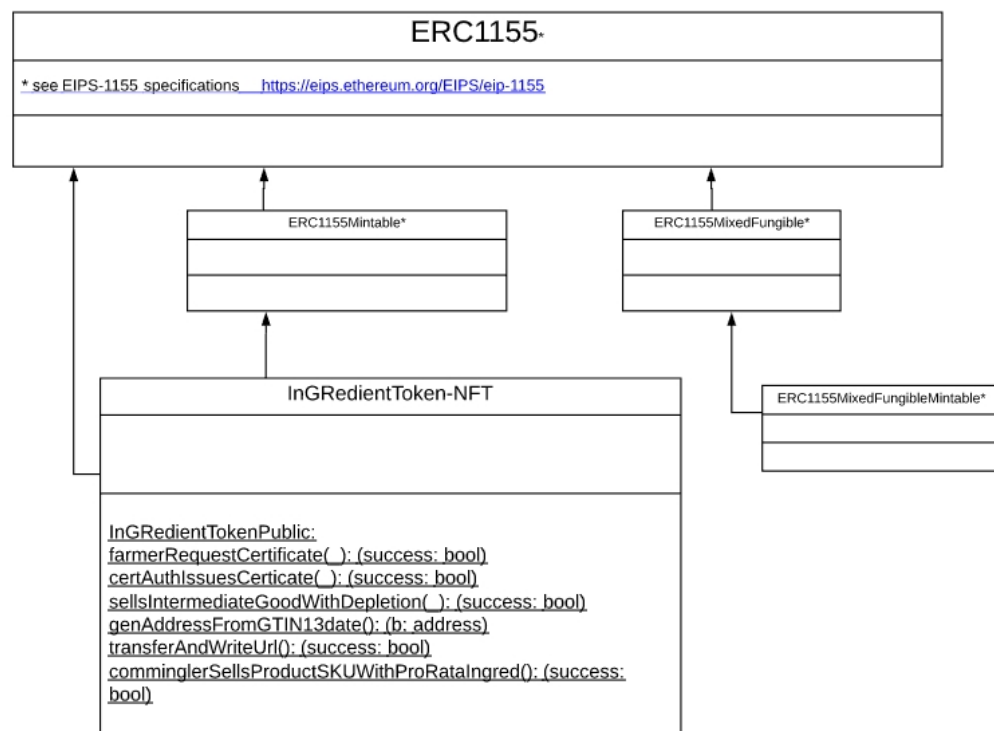 ERC1155*
* see EIPS-1155 specifications https://eips.ethereum.org/EIPS/eip-1155
ERC1155Mintable*
ERC1155MixedFungible*
InGRedientToken-NFT
ERC1155MixedFungibleMintable*
InGRedientTokenPublic:
farmerRequestCertificate(_): (success: bool)
certAuthIssuesCerticate(_): (success: bool)
sellsIntermediateGoodWithDepletion(_): (success: bool)
genAddressFromGTIN13date(): (b: address)
transferAndWriteUrl(): (success: bool)
comminglerSellsProductSKUWithProRataIngred(): (success:
bool)